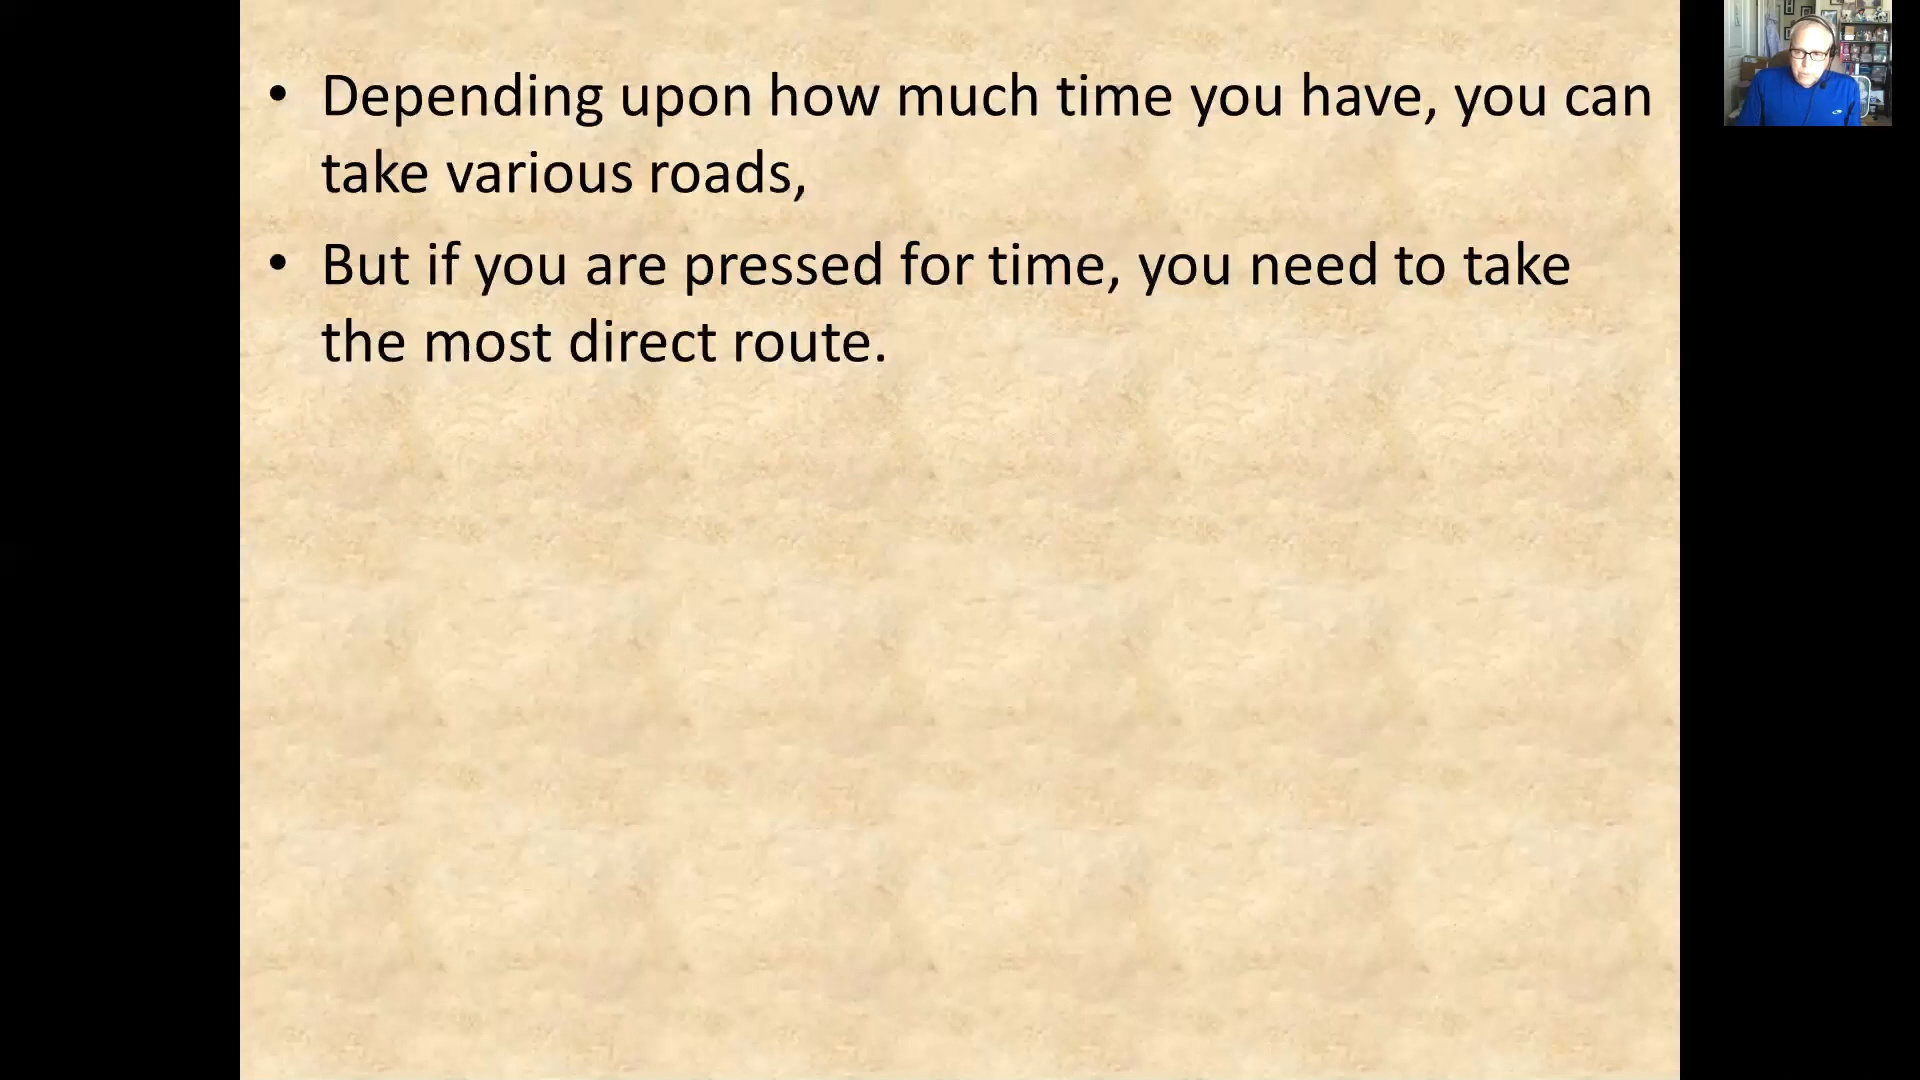 • Depending upon how much time you have, you can
take various roads,
• But if you are pressed for time, you need to take
the most direct route.